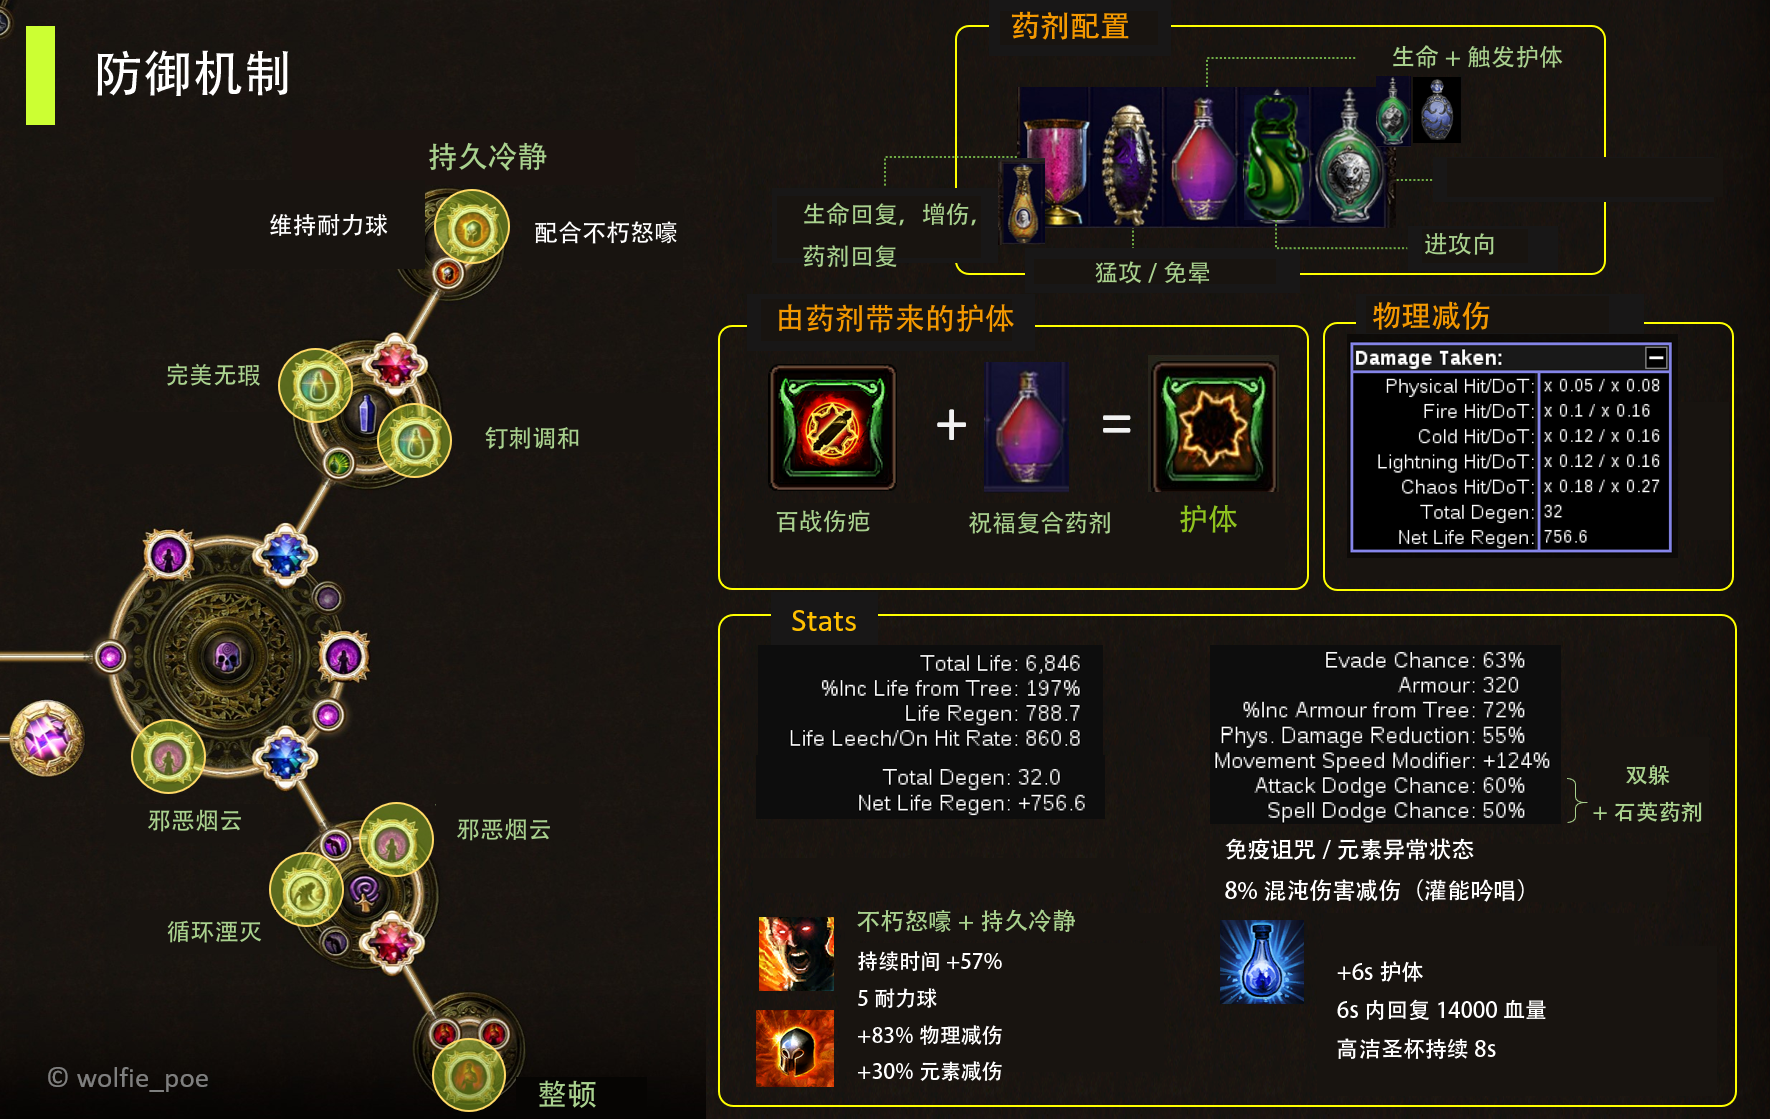 防御机制
持久冷静
维持耐力球
配合不朽怒嚎
完美无瑕
钉刺调和
邪恶烟云
邪恶烟云
循环湮灭
整顿
© wolfie_poe
药剂配置
生命 + 触发护体
生命回复，增伤，
药剂回复
猛攻 / 免晕
进攻向
由药剂带来的护体
+
=
百战伤疤
祝福复合药剂
护体
物理减伤
Damage Taken:
Physical Hit/DoT: x 0.05 / x 0.08
Fire Hit/DoT: x 0.1 / x 0.16
Cold Hit/DoT: x 0.12 / x 0.16
Lightning Hit/DoT: x 0.12 / x 0.16
Chaos Hit/DoT: x 0.18 / x 0.27
Total Degen: 32
Net Life Regen: 756.6
Stats
Total Life: 6,846
%Inc Life from Tree: 197%
Life Regen: 788.7
Life Leech/On Hit Rate: 860.8
Total Degen: 32.0
Net Life Regen: +756.6
Evade Chance: 63%
Armour: 320
%Inc Armour from Tree: 72%
Phys. Damage Reduction: 55%
Movement Speed Modifier: +124%
Attack Dodge Chance: 60%
Spell Dodge Chance: 50%
双躲
+ 石英药剂
免疫诅咒 / 元素异常状态
8% 混沌伤害减伤（灌能吟唱）
不朽怒嚎 + 持久冷静
持续时间 +57%
5 耐力球
+83% 物理减伤
+30% 元素减伤
+6s 护体
6s 内回复 14000 血量
高洁圣杯持续 8s